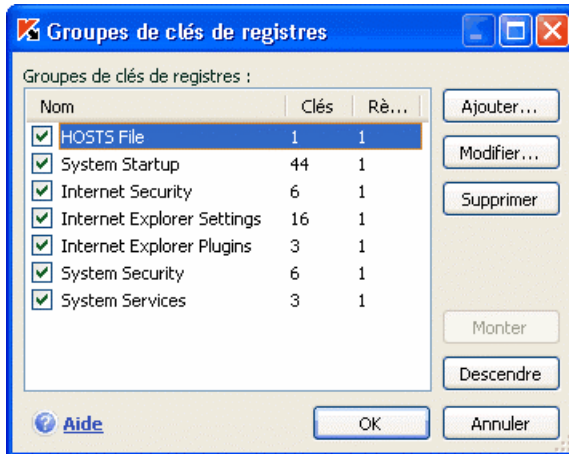 Groupes de clés de registres
Groupes de clés de registres :
Nom Clés Rè...
HOSTS File 1 1
System Startup 44 1
Internet Security 6 1
Internet Explorer Settings 16 1
Internet Explorer Plugins 3 1
System Security 6 1
System Services 3 1
Ajouter...
Modifier...
Supprimer
Monter
Descendre
Aide
OK
Annuler